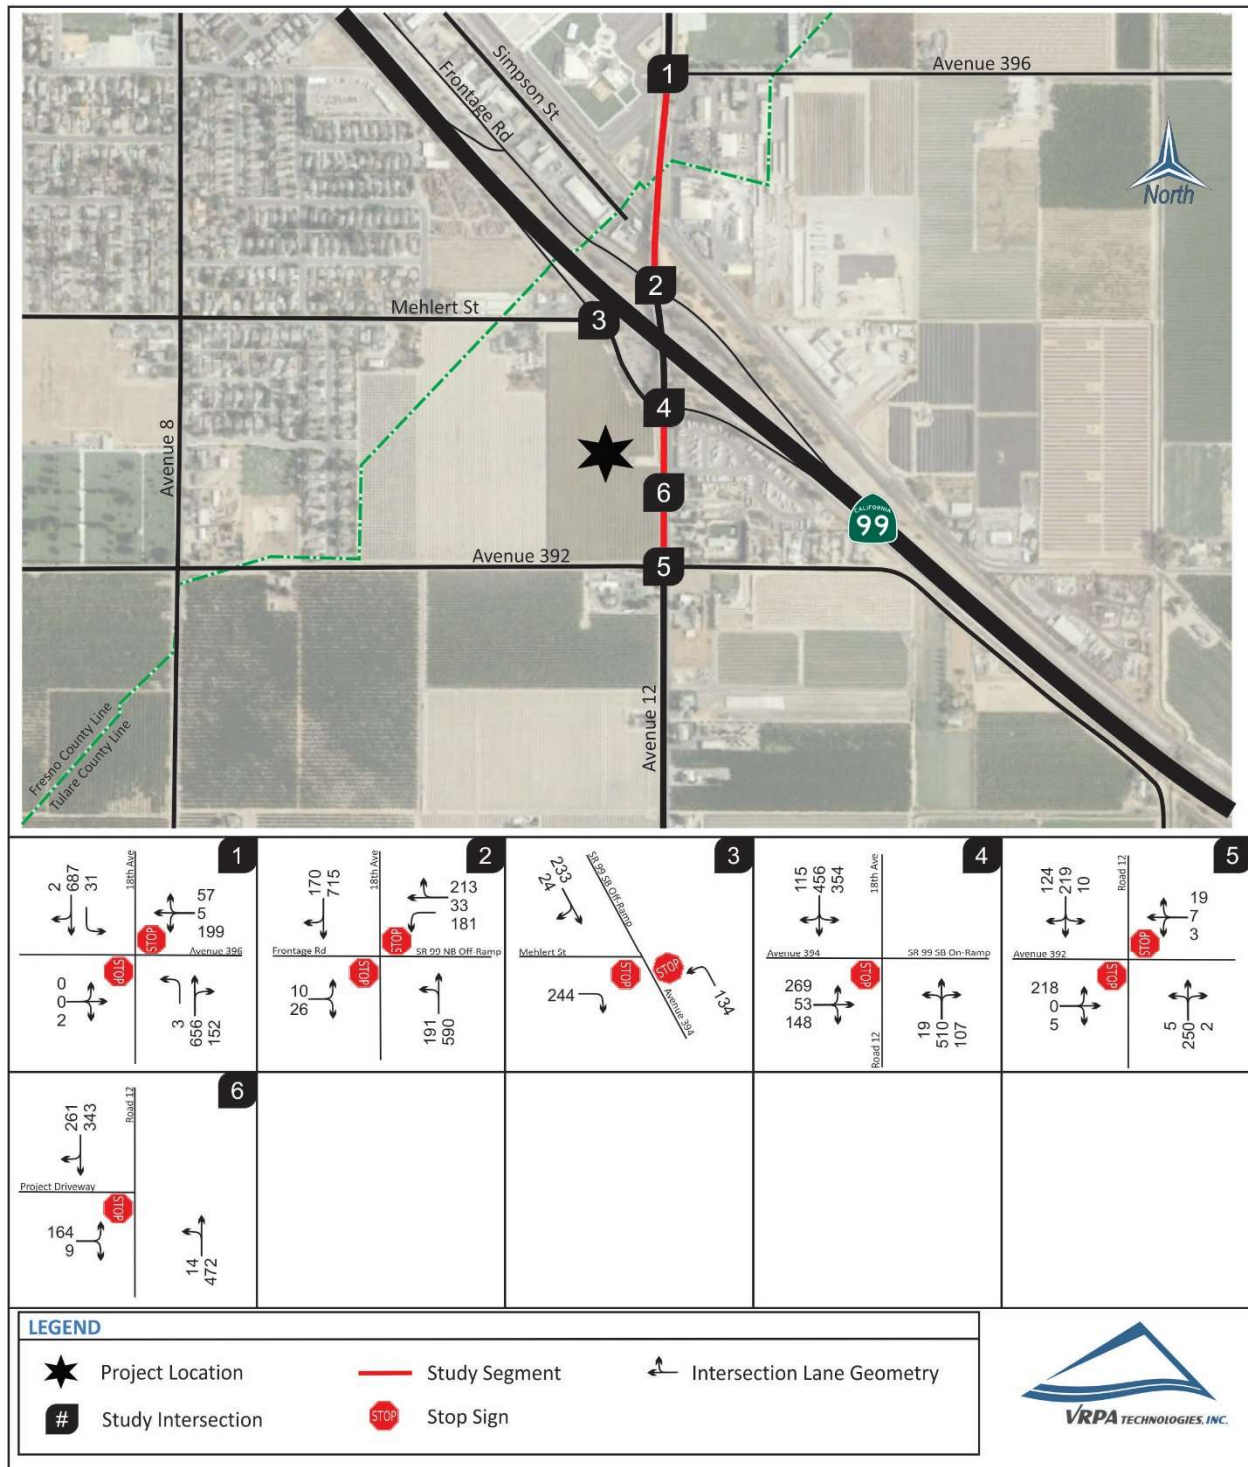 Simpson St
Frontage Rd
1
Avenue 396
North
2
Mehlert St
3
4
Avenue 8
6
CALIFORNIA
99
Avenue 392
5
Avenue 12
Fresno County Line
Tulare County Line
1
18th Ave
2
687
31
57
5
199
STOP
Avenue 396
STOP
0
0
2
3
656
152
2
18th Ave
170
715
213
33
181
STOP
Frontage Rd
SR 99 NB Off-Ramp
STOP
10
26
191
590
3
SR 99 SB Off-Ramp
233
24
Mehlert St
STOP
STOP
244
134
Avenue 394
4
18th Ave
115
456
354
Avenue 394
SR 99 SB On-Ramp
STOP
269
53
148
19
510
107
Road 12
5
Road 12
124
219
10
19
7
3
STOP
Avenue 392
STOP
218
0
5
5
250
2
6
Road 12
261
343
Project Driveway
STOP
164
9
14
472
LEGEND
Project Location
Study Segment
Intersection Lane Geometry
# Study Intersection
STOP Stop Sign
VRPA TECHNOLOGIES, INC.